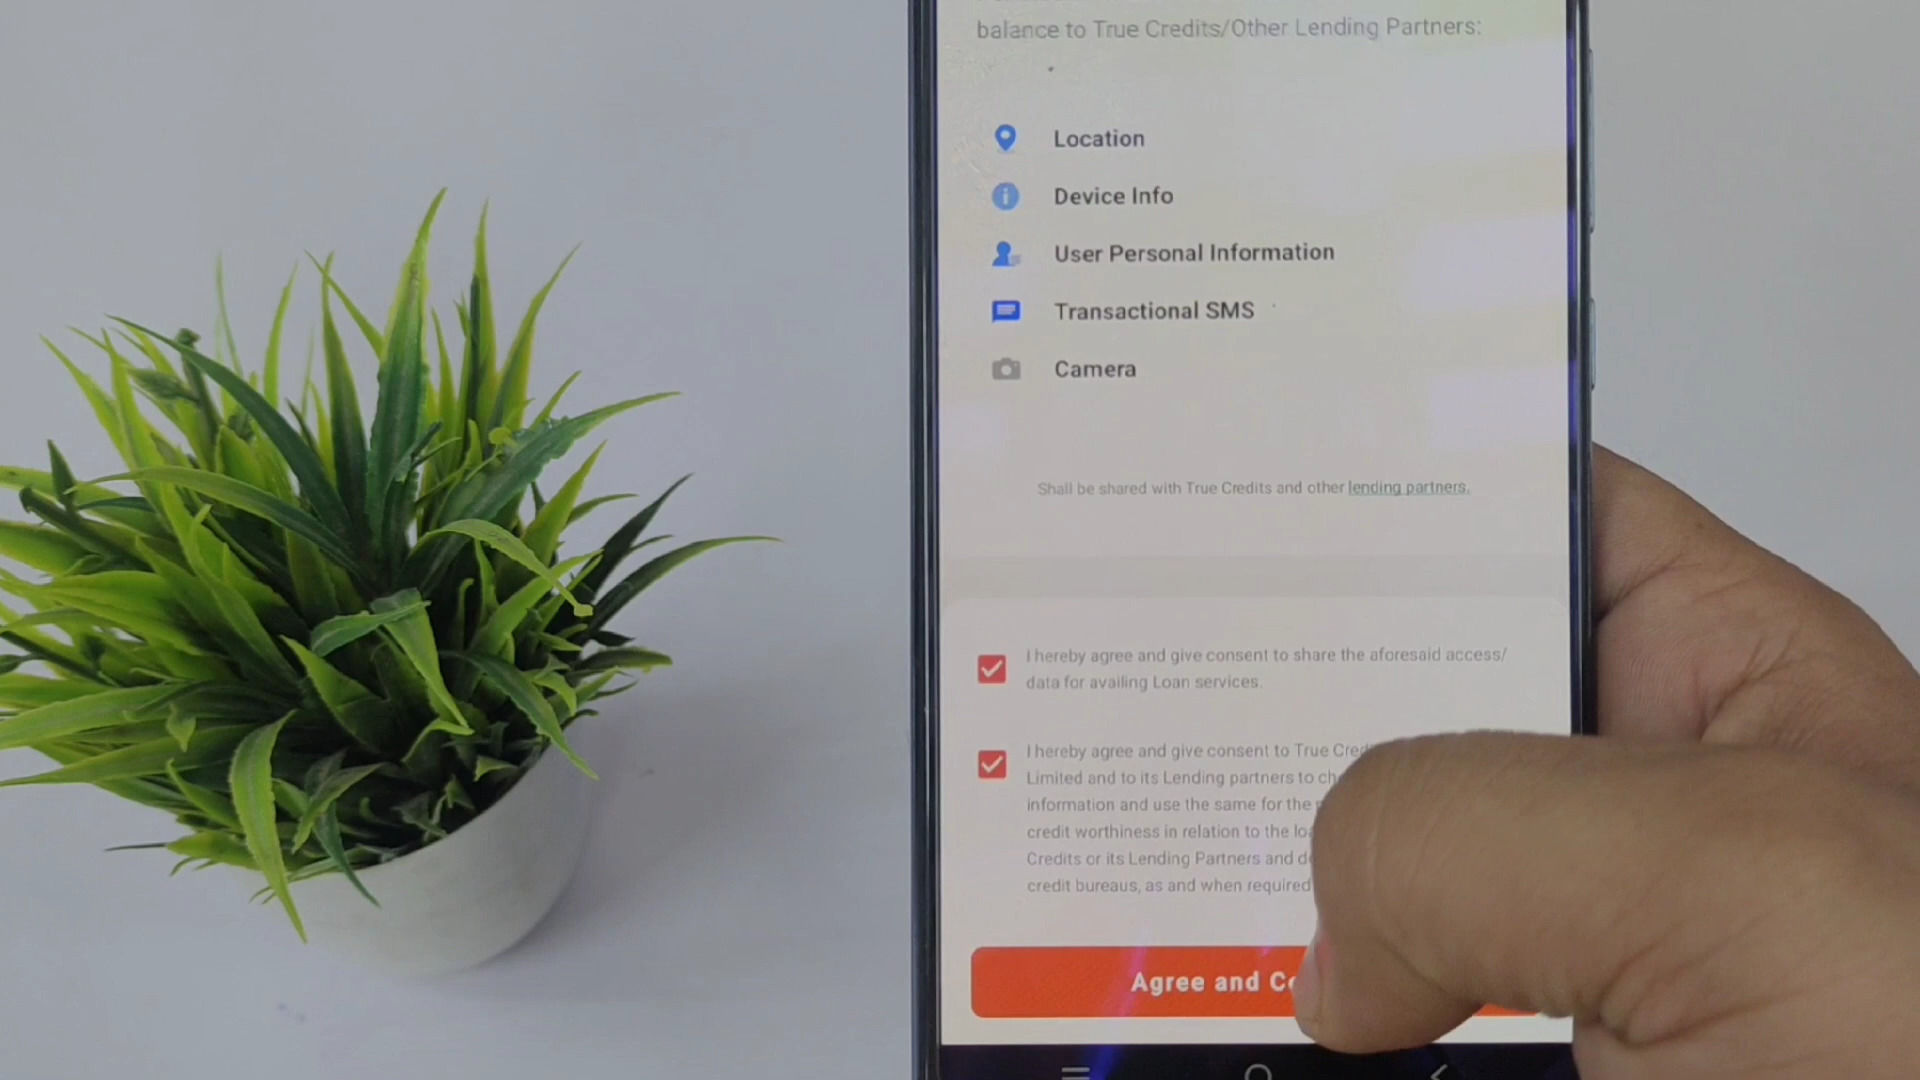 balance to True Credits/Other Lending Partners:
Location
Device Info
User Personal Information
Transactional SMS
Camera
Shall be shared with True Credits and other lending partners.
I hereby agree and give consent to share the aforesaid access/
data for availing Loan services.
I hereby agree and give consent to True
Limited and to its Lending partners to
information and use the same for the
credit worthiness in relation to the
Credits or its Lending Partners and
credit bureaus, as and when required
Agree and